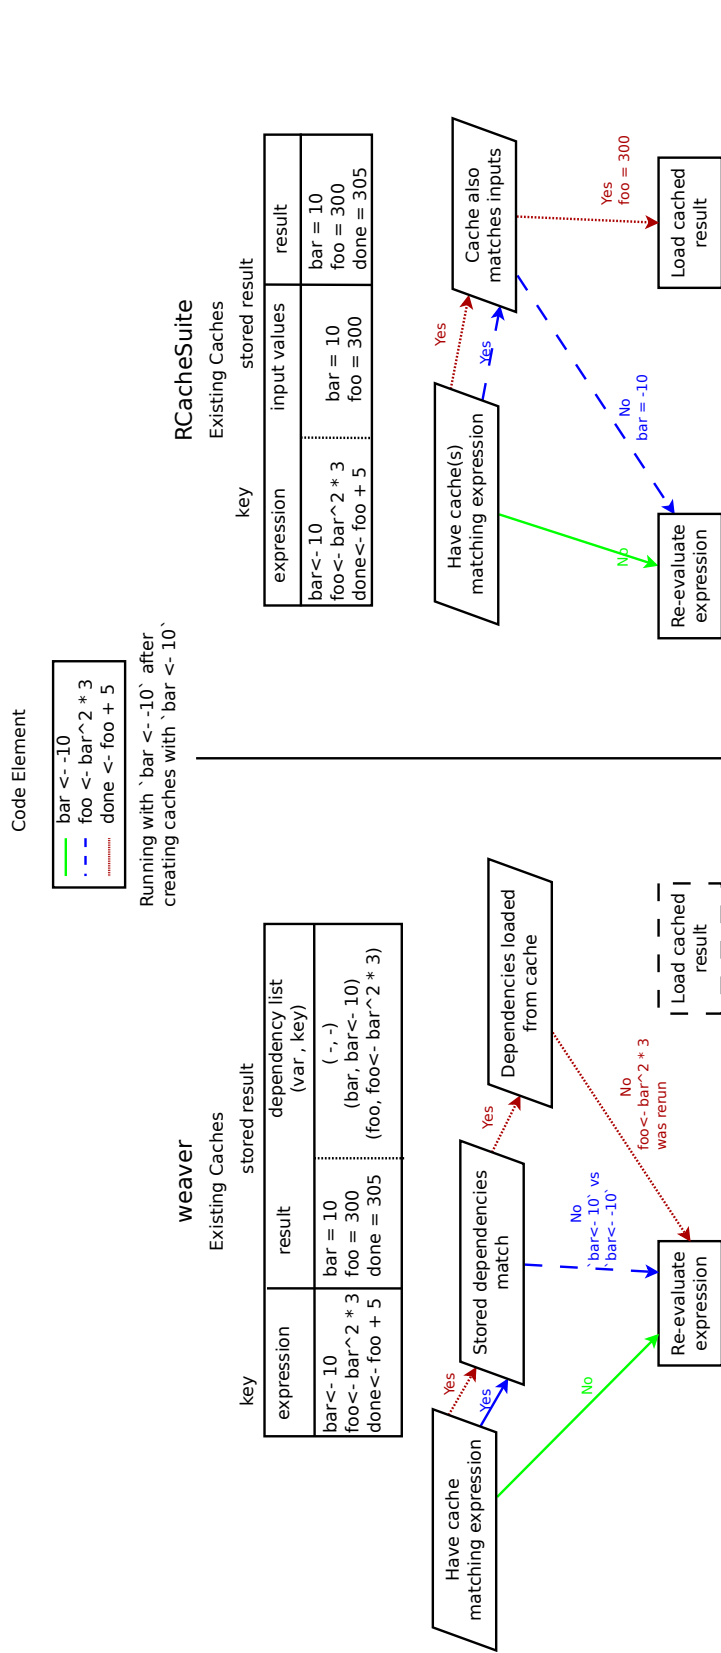 Code Element
bar <- -10
foo <- bar^2 * 3
done <- foo + 5
Running with `bar <- -10` after
creating caches with `bar <- 10`
weaver
Existing Caches
key
stored result
expression
result
dependency list
(var , key)
bar<- 10
foo<- bar^2 * 3
done<- foo + 5
bar = 10
foo = 300
done = 305
( -, -)
(bar, bar<- 10)
(foo, foo<- bar^2 * 3)
Have cache
matching expression
Yes
Yes
No
Stored dependencies
match
Yes
No
`bar<- 10` vs
`bar<- -10`
Dependencies loaded
from cache
No
foo<- bar^2 * 3
was rerun
Re-evaluate
expression
Load cached
result
RCacheSuite
Existing Caches
key
stored result
expression
input values
result
bar<- 10
foo<- bar^2 * 3
done<- foo + 5
bar = 10
foo = 300
bar = 10
foo = 300
done = 305
Have cache(s)
matching expression
Yes
Yes
No
Cache also
matches inputs
No
bar = -10
Yes
foo = 300
Re-evaluate
expression
Load cached
result